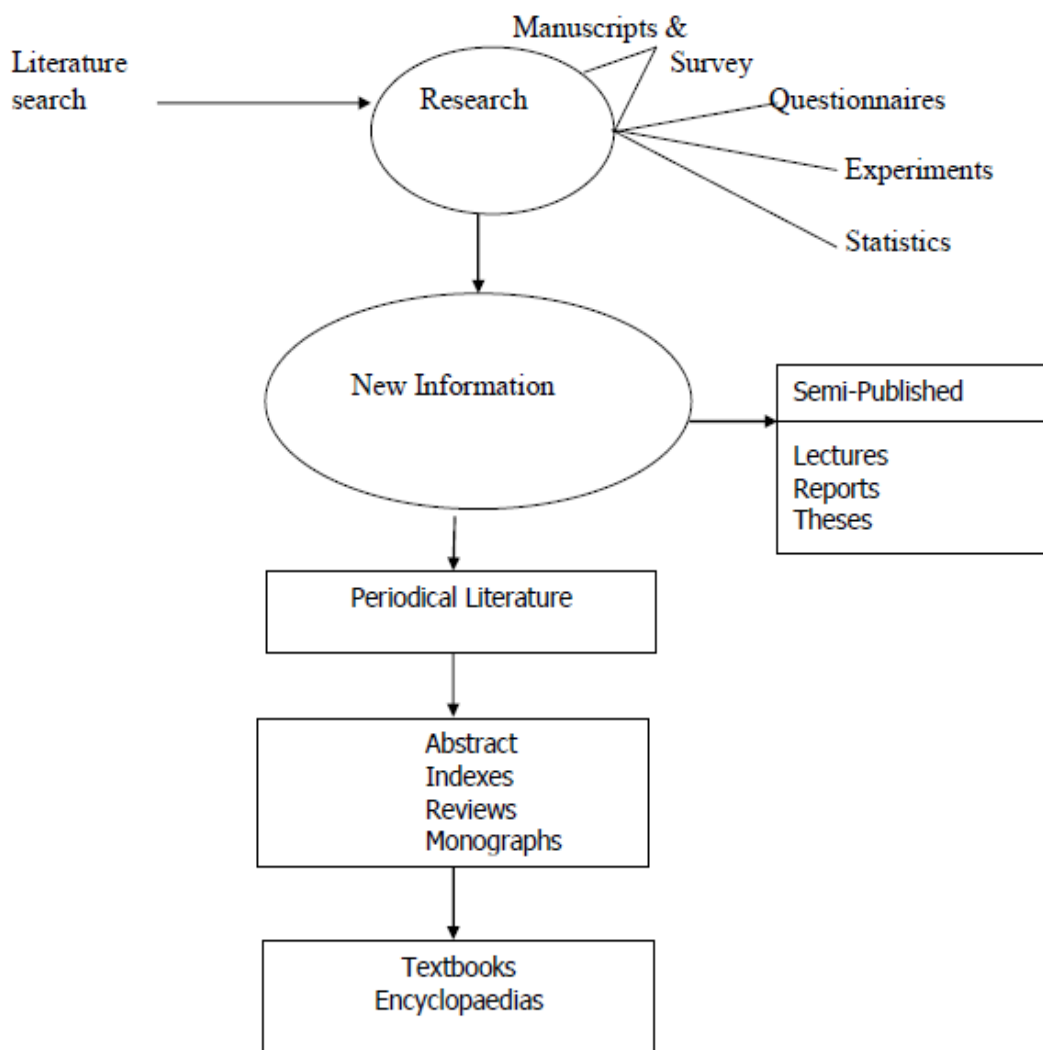 Manuscripts &
Literature
search
Survey
Research
Questionnaires
Experiments
Statistics
New Information
Semi-Published
Lectures
Reports
Theses
Periodical Literature
Abstract
Indexes
Reviews
Monographs
Textbooks
Encyclopaedias